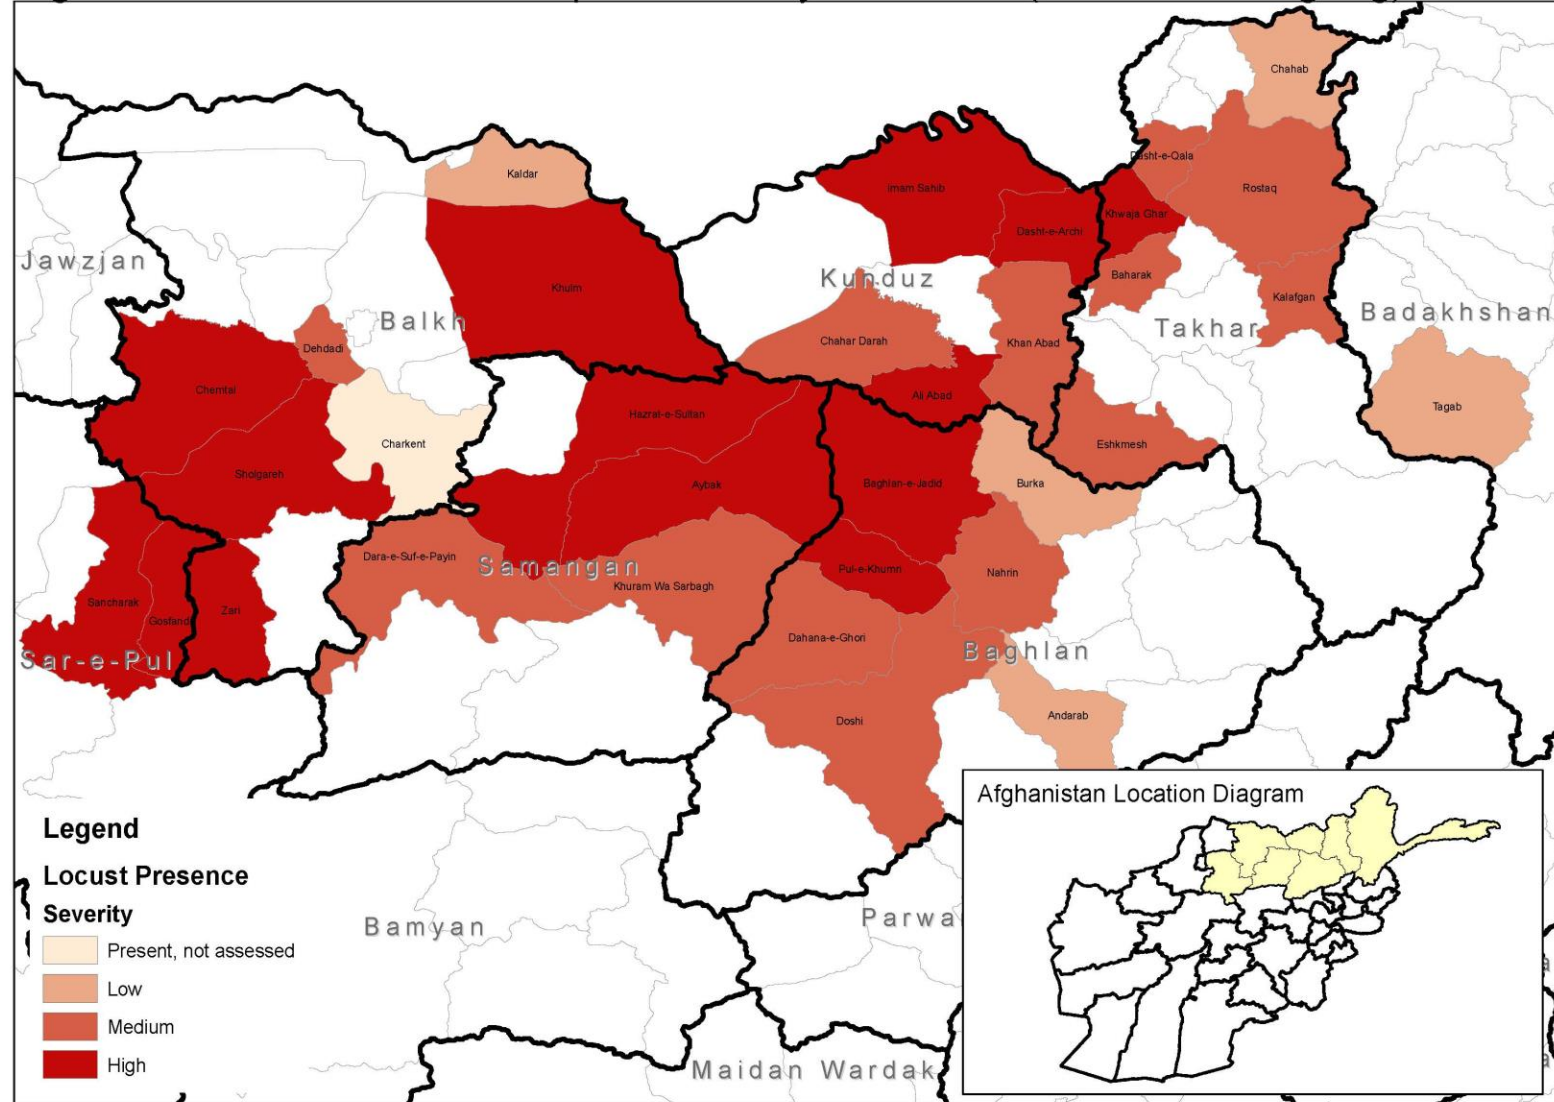 Chahab
Dasht-e-Qala
Kaldar
Imam Sahib
Rostaq
Khwaja Ghar
Dasht-e-Archi
Jawzjan
Baharak
Kunduz
Khulm
Kalafgan
Badakhshan
Balkh
Takhar
Dehdadi
Chahar Darah
Khan Abad
Chemtal
Ali Abad
Tagab
Hazrat-e-Sultan
Charkent
Eshkmesh
Sholgareh
Aybak
Baghlan-e-Jadid
Burka
Dara-e-Suf-e-Payin
Samangan
Pul-e-Khumri
Nahrin
Khuram Wa Sarbagh
Sancharak
Zari
Gosfandi
Dahana-e-Ghori
Sar-e-Pul
Baghlan
Doshi
Andarab
Afghanistan Location Diagram
Legend
Locust Presence
Severity
Present, not assessed
Low
Medium
High
Bamyan
Parwa
Maidan Wardak